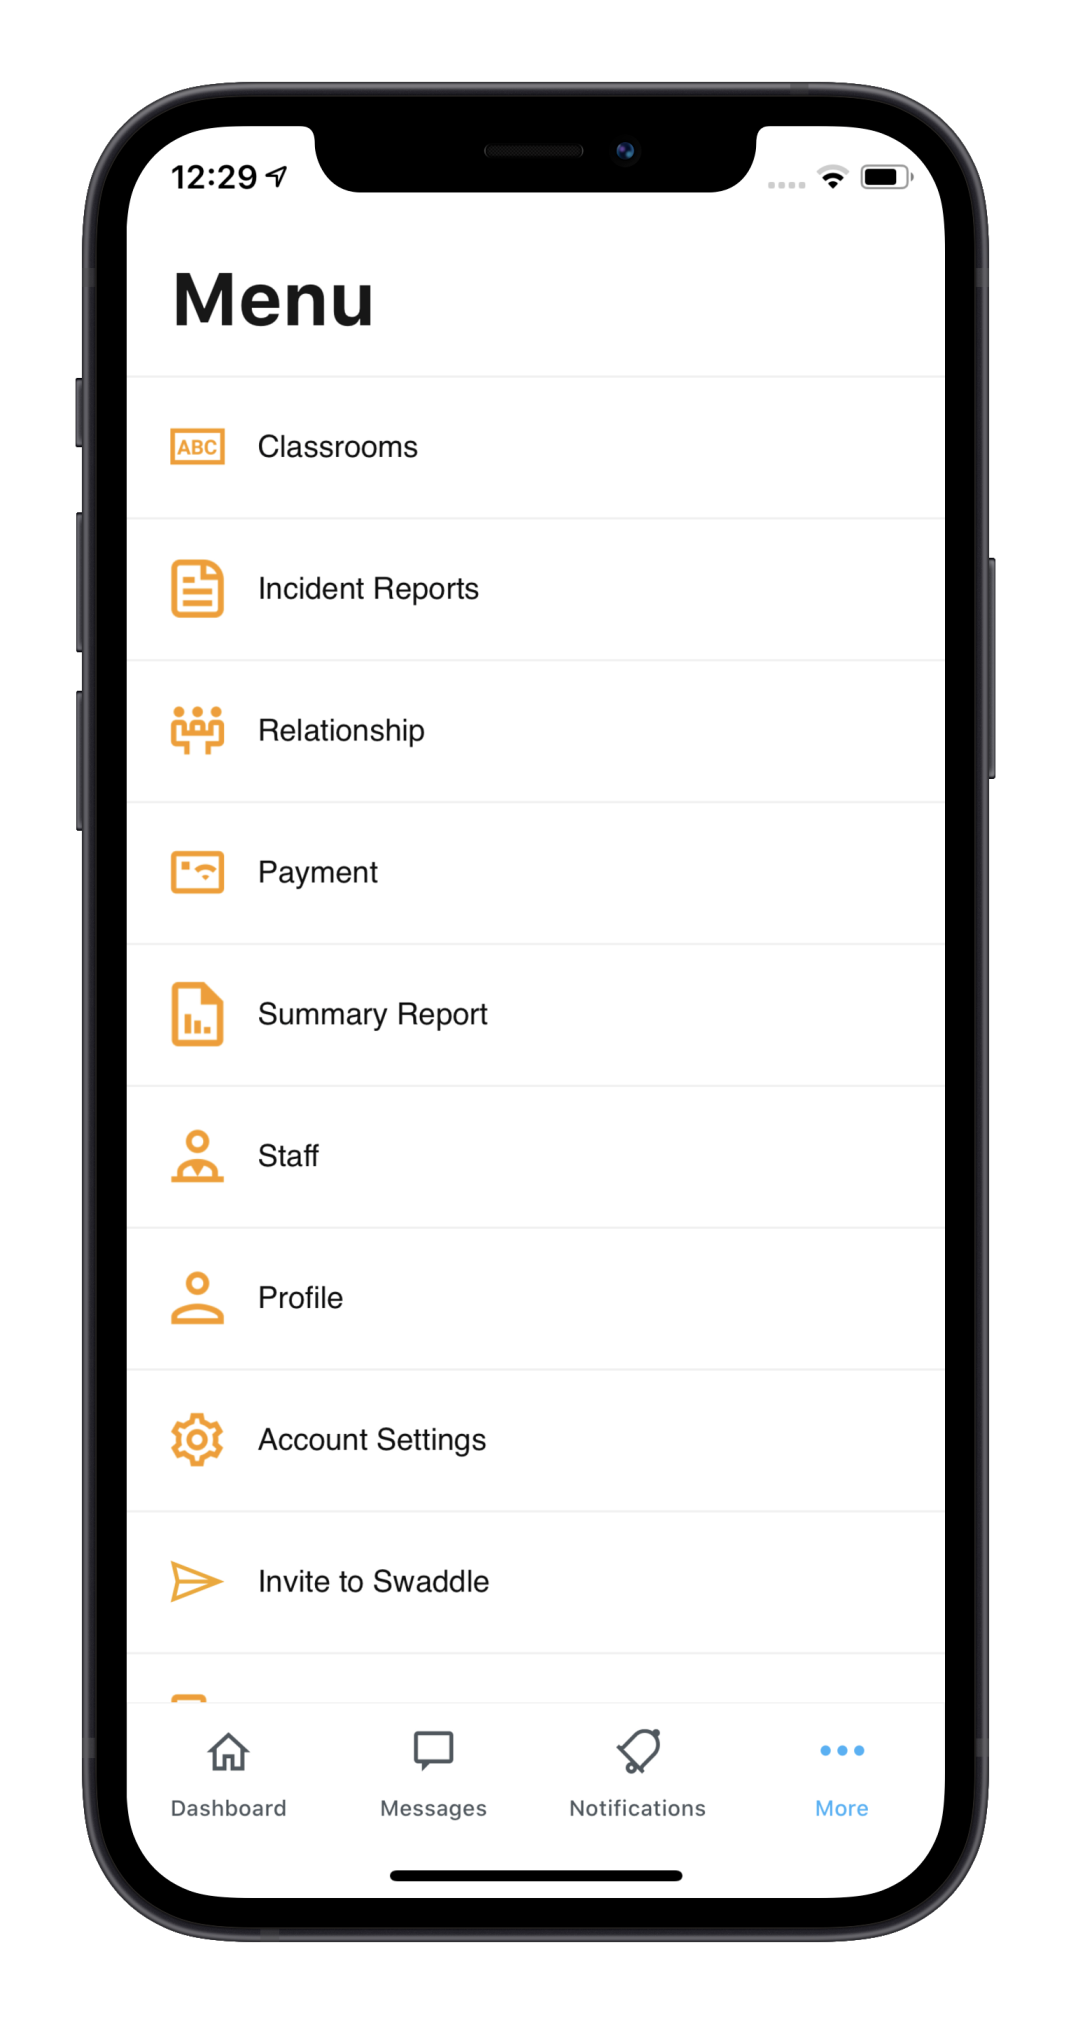 12:29
Menu
ABC Classrooms
Incident Reports
Relationship
Payment
Summary Report
Staff
Profile
Account Settings
Invite to Swaddle
Dashboard Messages Notifications More